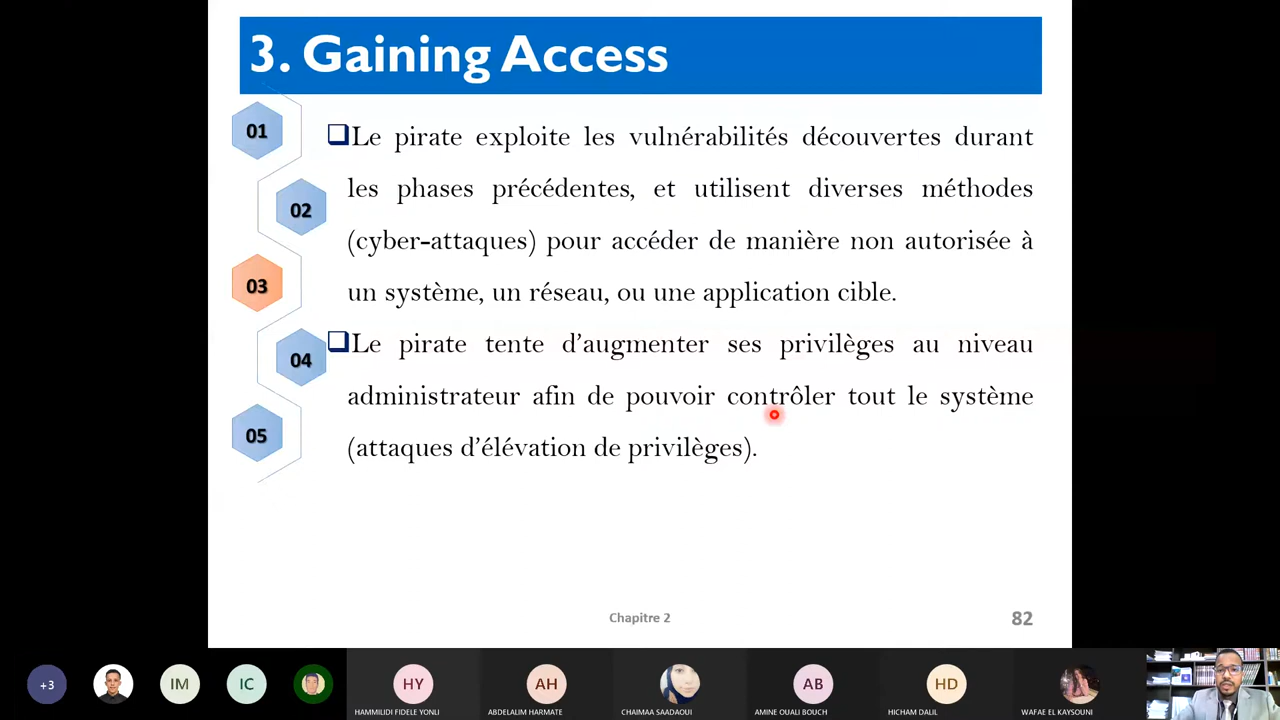 3. Gaining Access
01
02
03
04
05
Le pirate exploite les vulnérabilités découvertes durant
les phases précédentes, et utilisent diverses méthodes
(cyber-attaques) pour accéder de manière non autorisée à
un système, un réseau, ou une application cible.
Le pirate tente d’augmenter ses privilèges au niveau
administrateur afin de pouvoir contrôler tout le système
(attaques d’élévation de privilèges).
Chapitre 2
82
+3
IM
IC
HY
AH
AB
HD
HAMMILIDI FIDELE YONLI
ABDELALIM HARMATE
CHAIMAA SAADAOUI
AMINE OUALI BOUCH
HICHAM DALIL
WAFAE EL KAYSOUNI